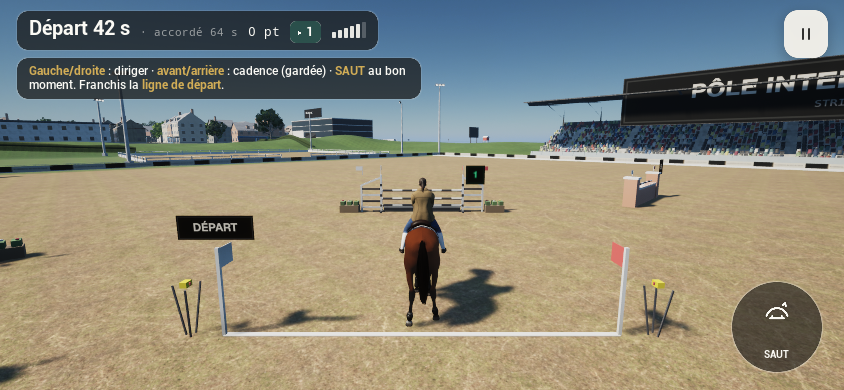 Départ 42 s · accordé 64 s 0 pt ▸ 1
Gauche/droite : diriger · avant/arrière : cadence (gardée) · SAUT au bon
moment. Franchis la ligne de départ.
PÔLE INTER
STRI
1
DÉPART
SAUT